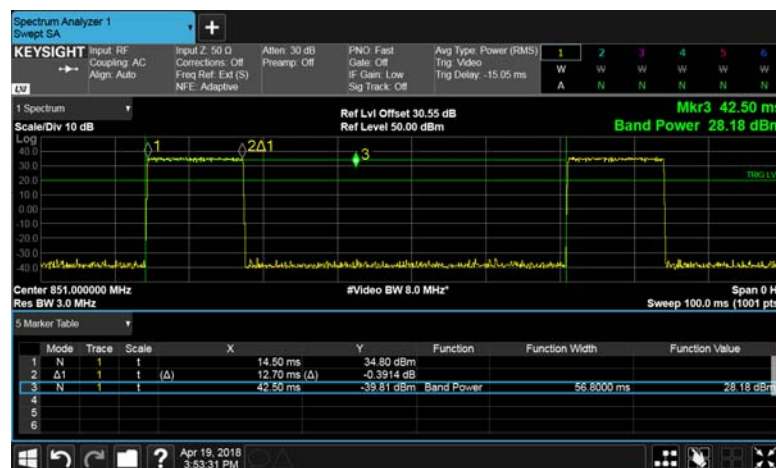 Spectrum Analyzer 1
Swept SA
+
KEYSIGHT Input: RF
Coupling: AC
Align: Auto
LXI
Input Z: 50 Ω
Corrections: Off
Freq Ref: Ext (S)
NFE: Adaptive
Atten: 30 dB
Preamp: Off
PNO: Fast
Gate: Off
IF Gain: Low
Sig Track: Off
Avg Type: Power (RMS)
Trig: Video
Trig Delay: -15.05 ms
1 2 3 4 5 6
W W W W W W
A N N N N N
1 Spectrum
Scale/Div 10 dB
Ref Lvl Offset 30.55 dB
Ref Level 50.00 dBm
Mkr3 42.50 ms
Band Power 28.18 dBm
Log
40.0
30.0
20.0
10.0
0.00
-10.0
-20.0
-30.0
-40.0
1
2Δ1
3
TRIG LV
Center 851.000000 MHz
#Video BW 8.0 MHz*
Span 0 H
Res BW 3.0 MHz
Sweep 100.0 ms (1001 pts
5 Marker Table
Mode Trace Scale X Y Function Function Width Function Value
1 N 1 t 14.50 ms 34.80 dBm
2 Δ1 1 t (Δ) 12.70 ms (Δ) -0.3914 dB
3 N 1 t 42.50 ms -39.81 dBm Band Power 56.8000 ms 28.18 dBm
4
5
6
?
Apr 19, 2018
3:53:31 PM